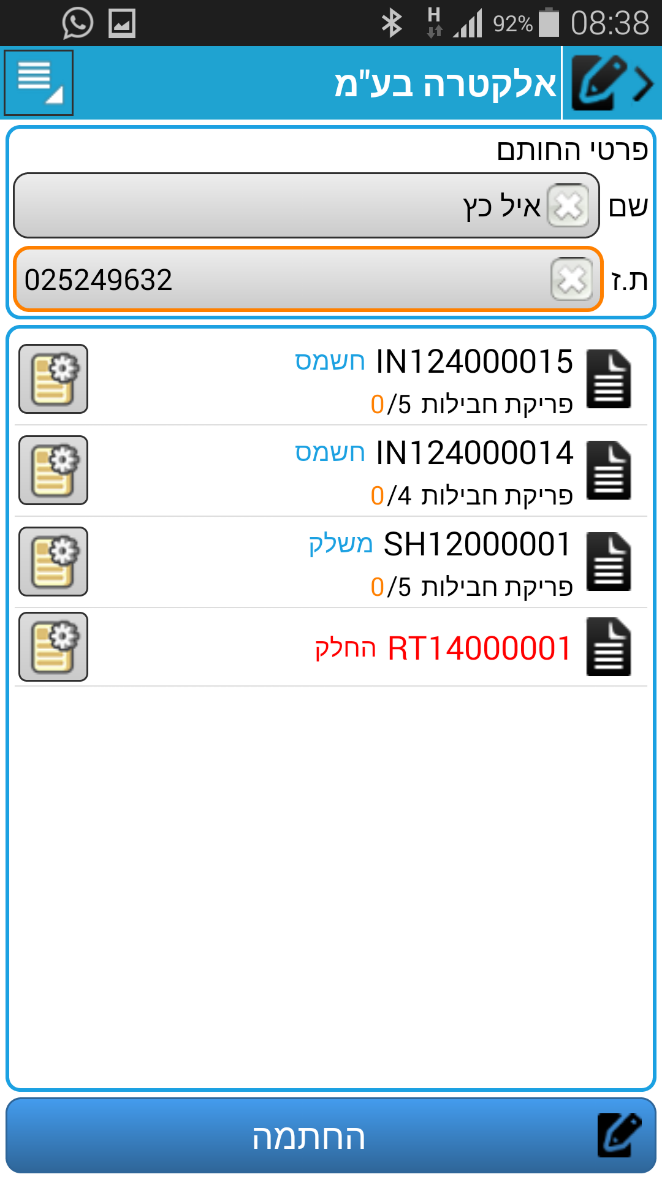 H 92% 08:38
אלקטרה בע"מ
פרטי החותם
שם איל כץ
ת.ז 025249632
IN124000015 חשמס
פריקת חבילות 0/5
IN124000014 חשמס
פריקת חבילות 0/4
SH12000001 משלק
פריקת חבילות 0/5
RT14000001 החלק
החתמה